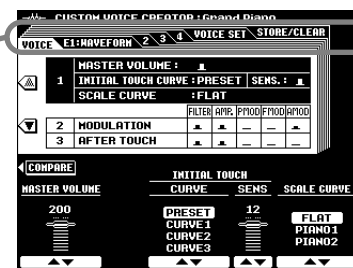 CUSTOM VOICE CREATOR : Grand Piano
VOICE E1:WAVEFORM 2 3 4 VOICE SET STORE/CLEAR
MASTER VOLUME :
1 INITIAL TOUCH CURVE : PRESET SENS. :
SCALE CURVE : FLAT
FILTER AMP. PMOD FMOD AMOD
2 MODULATION
3 AFTER TOUCH
COMPARE
INITIAL TOUCH
MASTER VOLUME CURVE SENS SCALE CURVE
200 PRESET 12 FLAT
CURVE1 PIANO1
CURVE2 PIANO2
CURVE3